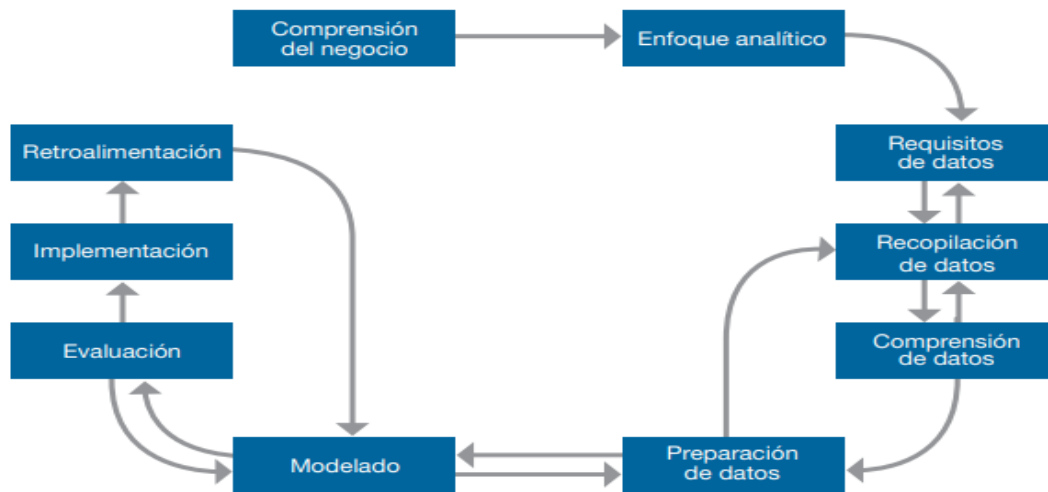 Comprensión
del negocio
Enfoque analítico
Requisitos
de datos
Recopilación
de datos
Comprensión
de datos
Preparación
de datos
Modelado
Evaluación
Implementación
Retroalimentación